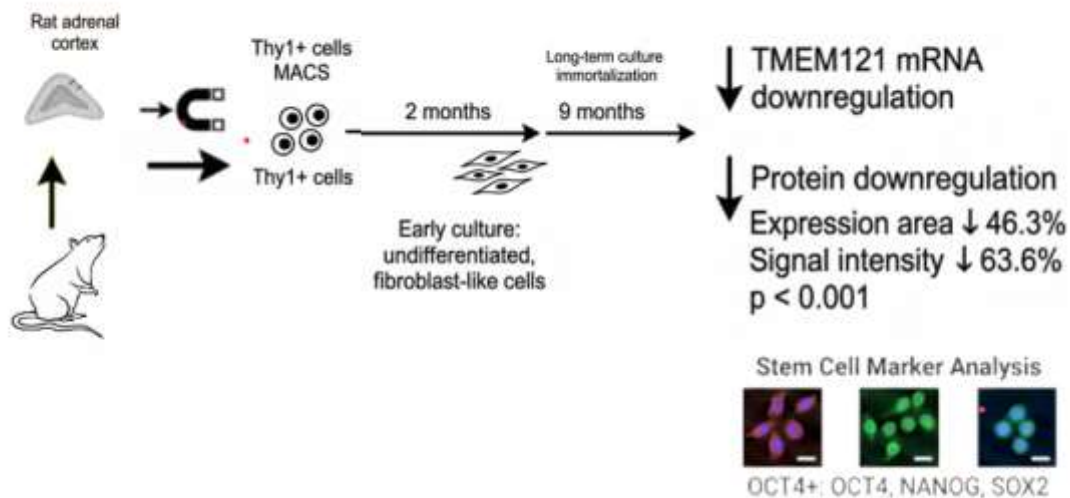 Rat adrenal
cortex
Thy1+ cells
MACS
Thy1+ cells
2 months
Early culture:
undifferentiated,
fibroblast-like cells
Long-term culture
immortalization
9 months
TMEM121 mRNA
downregulation
Protein downregulation
Expression area ↓ 46.3%
Signal intensity ↓ 63.6%
p < 0.001
Stem Cell Marker Analysis
OCT4+: OCT4, NANOG, SOX2